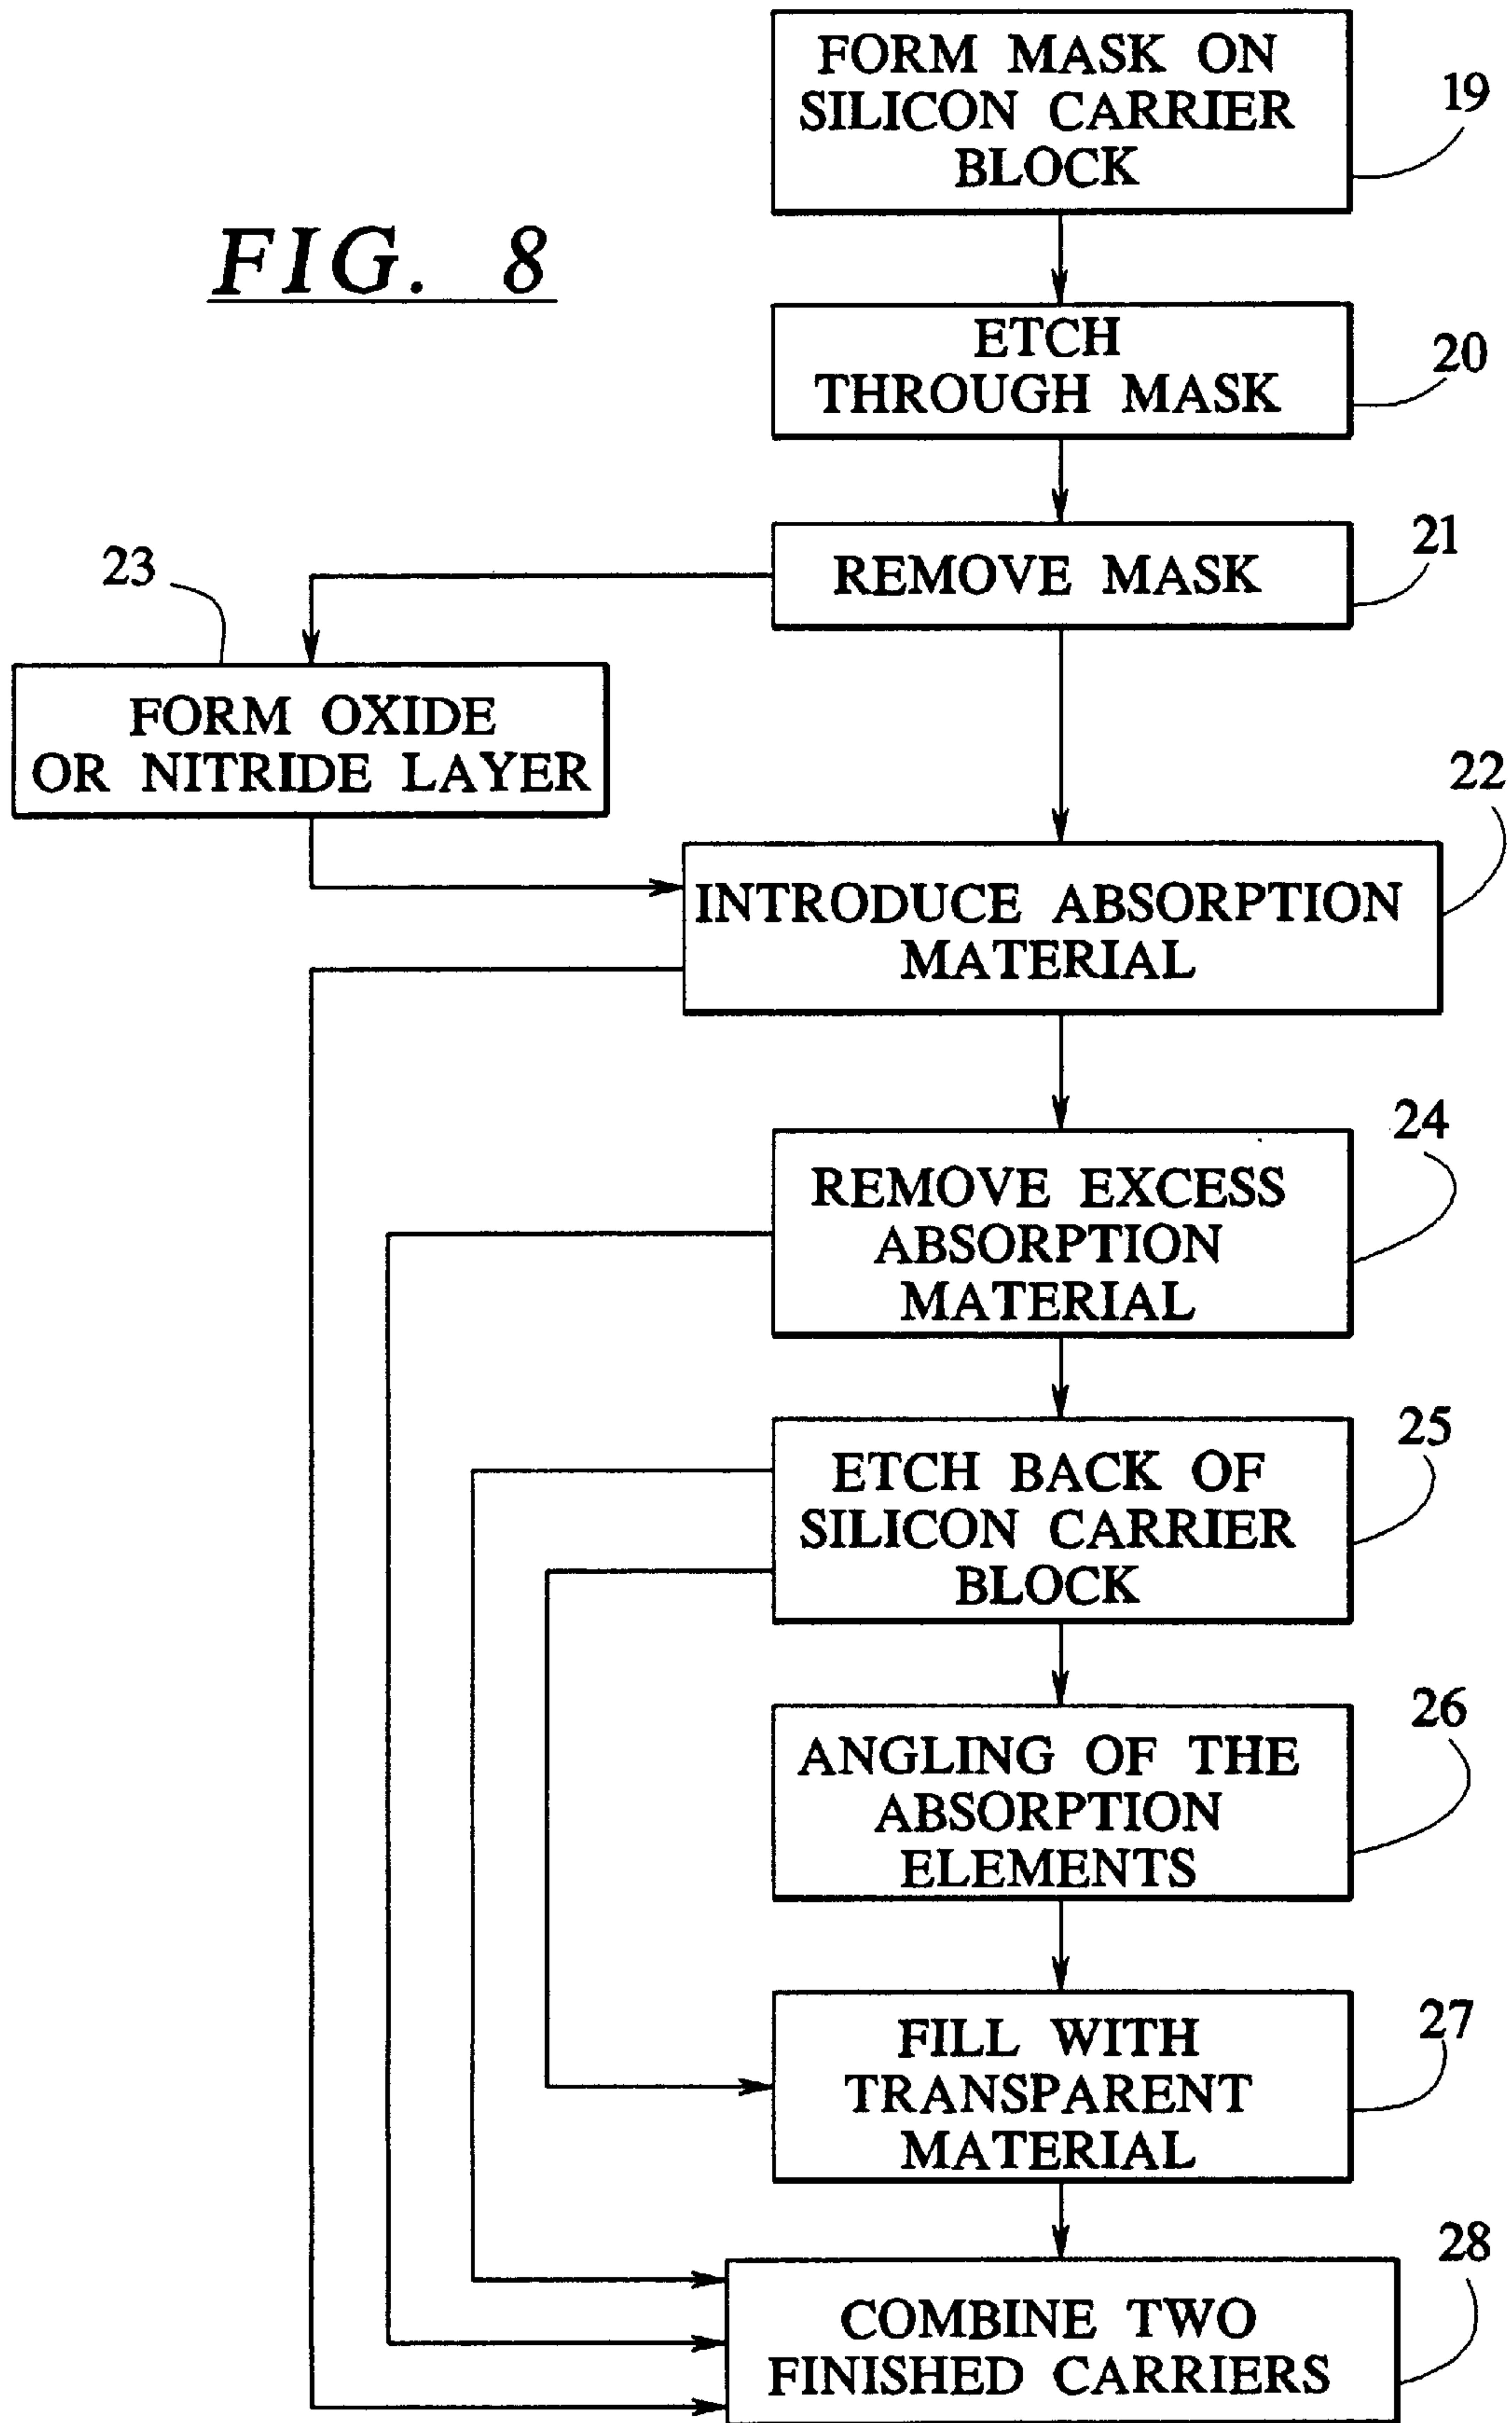 FORM MASK ON
SILICON CARRIER
BLOCK
19
FIG. 8
ETCH
THROUGH MASK
20
REMOVE MASK
21
23
FORM OXIDE
OR NITRIDE LAYER
22
INTRODUCE ABSORPTION
MATERIAL
24
REMOVE EXCESS
ABSORPTION
MATERIAL
25
ETCH BACK OF
SILICON CARRIER
BLOCK
26
ANGLING OF THE
ABSORPTION
ELEMENTS
27
FILL WITH
TRANSPARENT
MATERIAL
28
COMBINE TWO
FINISHED CARRIERS